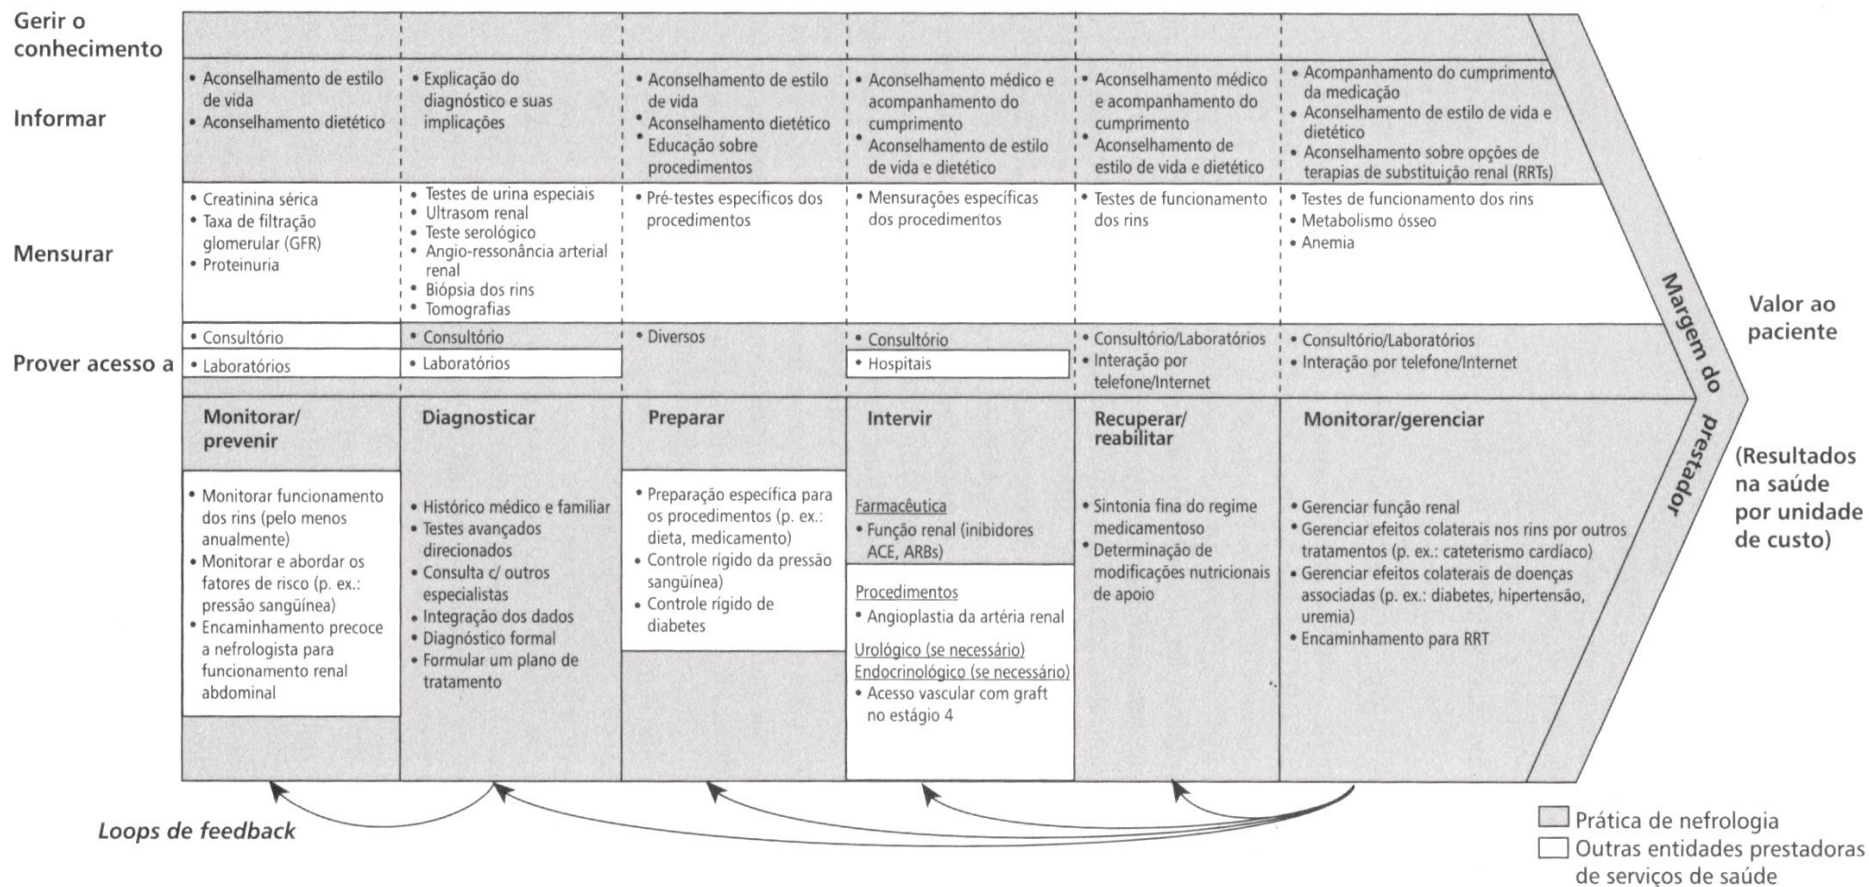 Gerir o
conhecimento
Informar
• Aconselhamento de estilo
de vida
• Aconselhamento dietético
• Explicação do
diagnóstico e suas
implicações
• Aconselhamento de estilo
de vida
• Aconselhamento dietético
• Educação sobre
procedimentos
• Aconselhamento médico e
acompanhamento do
cumprimento
• Aconselhamento de estilo
de vida e dietético
• Aconselhamento médico
e acompanhamento do
cumprimento
• Aconselhamento de
estilo de vida e dietético
• Acompanhamento do cumprimento
da medicação
• Aconselhamento de estilo de vida e
dietético
• Aconselhamento sobre opções de
terapias de substituição renal (RRTs)
Mensurar
• Creatinina sérica
• Taxa de filtração
glomerular (GFR)
• Proteinuria
• Testes de urina especiais
• Ultrasom renal
• Teste serológico
• Angio-ressonância arterial
renal
• Biópsia dos rins
• Tomografias
• Pré-testes específicos dos
procedimentos
• Mensurações específicas
dos procedimentos
• Testes de funcionamento
dos rins
• Testes de funcionamento dos rins
• Metabolismo ósseo
• Anemia
Prover acesso a
• Consultório
• Laboratórios
• Consultório
• Laboratórios
• Diversos
• Consultório
• Hospitais
• Consultório/Laboratórios
• Interação por
telefone/Internet
• Consultório/Laboratórios
• Interação por telefone/Internet
Monitorar/
prevenir
• Monitorar funcionamento
dos rins (pelo menos
anualmente)
• Monitorar e abordar os
fatores de risco (p. ex.:
pressão sangüínea)
• Encaminhamento precoce
a nefrologista para
funcionamento renal
abdominal
Diagnosticar
• Histórico médico e familiar
• Testes avançados
direcionados
• Consulta c/ outros
especialistas
• Integração dos dados
• Diagnóstico formal
• Formular um plano de
tratamento
Preparar
• Preparação específica para
os procedimentos (p. ex.:
dieta, medicamento)
• Controle rígido da pressão
sangüínea)
• Controle rígido de
diabetes
Intervir
Farmacêutica
• Função renal (inibidores
ACE, ARBs)
Procedimentos
• Angioplastia da artéria renal
Urológico (se necessário)
Endocrinológico (se necessário)
• Acesso vascular com graft
no estágio 4
Recuperar/
reabilitar
• Sintonia fina do regime
medicamentoso
• Determinação de
modificações nutricionais
de apoio
Monitorar/gerenciar
• Gerenciar função renal
• Gerenciar efeitos colaterais nos rins por outros
tratamentos (p. ex.: cateterismo cardíaco)
• Gerenciar efeitos colaterais de doenças
associadas (p. ex.: diabetes, hipertensão,
uremia)
• Encaminhamento para RRT
Margem do prestador
Valor ao
paciente
(Resultados
na saúde
por unidade
de custo)
Loops de feedback
Prática de nefrologia
Outras entidades prestadoras
de serviços de saúde